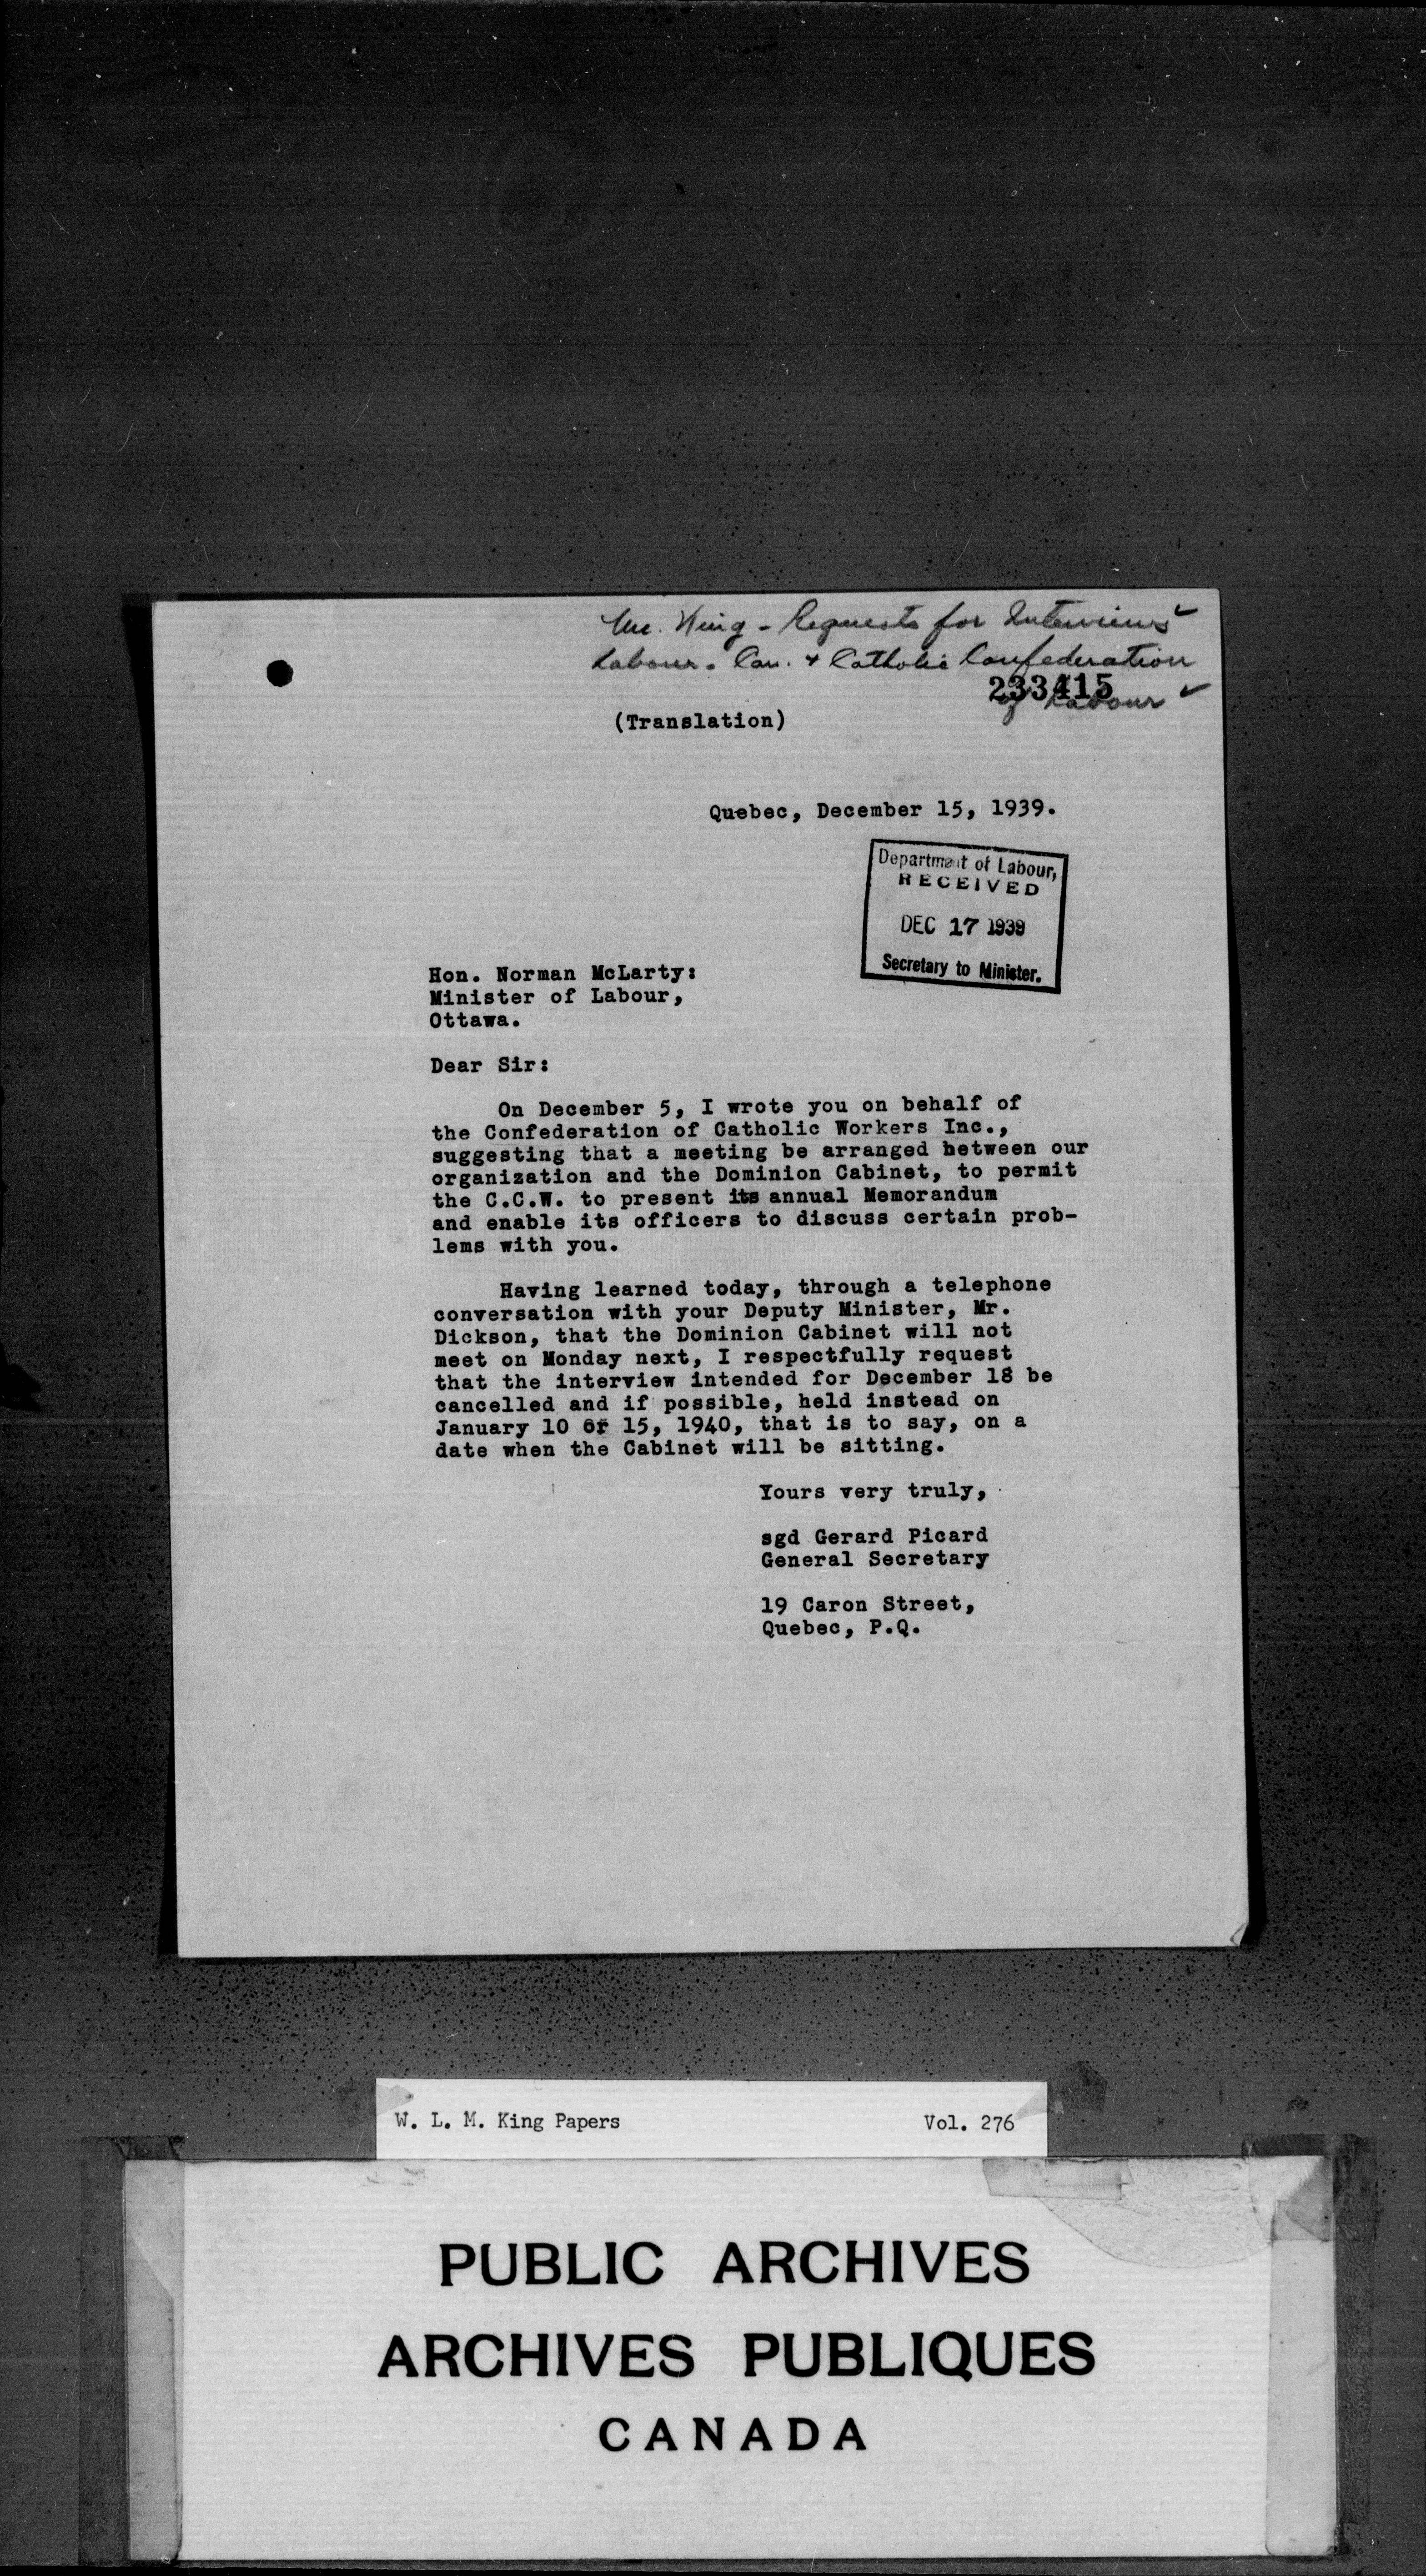 Mr. King - Requests for Interviews
Labour. Can. & Catholic Confederation
of Labour
233415
(Translation)
Quebec, December 15, 1939.
Department of Labour,
RECEIVED
DEC 17 1939
Secretary to Minister.
Hon. Norman McLarty:
Minister of Labour,
Ottawa.
Dear Sir:
On December 5, I wrote you on behalf of
the Confederation of Catholic Workers Inc.,
suggesting that a meeting be arranged between our
organization and the Dominion Cabinet, to permit
the C.C.W. to present its annual Memorandum
and enable its officers to discuss certain prob-
lems with you.
Having learned today, through a telephone
conversation with your Deputy Minister, Mr.
Dickson, that the Dominion Cabinet will not
meet on Monday next, I respectfully request
that the interview intended for December 18 be
cancelled and if possible, held instead on
January 10 or 15, 1940, that is to say, on a
date when the Cabinet will be sitting.
Yours very truly,
sgd Gerard Picard
General Secretary
19 Caron Street,
Quebec, P.Q.
W. L. M. King Papers Vol. 276
PUBLIC ARCHIVES
ARCHIVES PUBLIQUES
CANADA